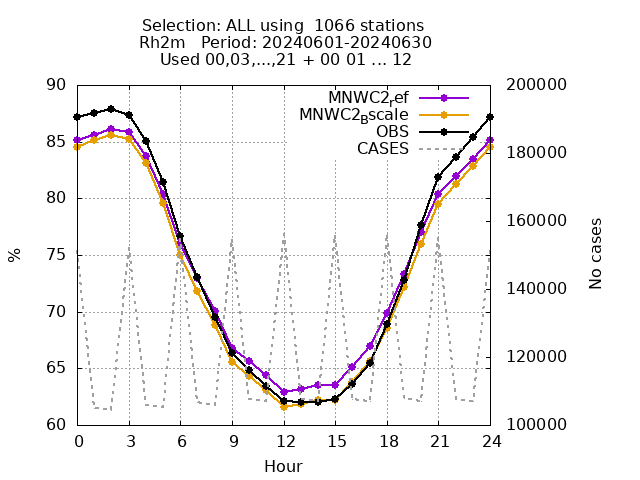 Selection: ALL using  1066 stations
Rh2m   Period: 20240601-20240630
Used 00,03,...,21 + 00 01 ... 12
MNWC2ref
MNWC2Bscale
OBS
CASES
90
85
80
75
70
65
60
%
200000
180000
160000
140000
120000
100000
No cases
0 3 6 9 12 15 18 21 24
Hour